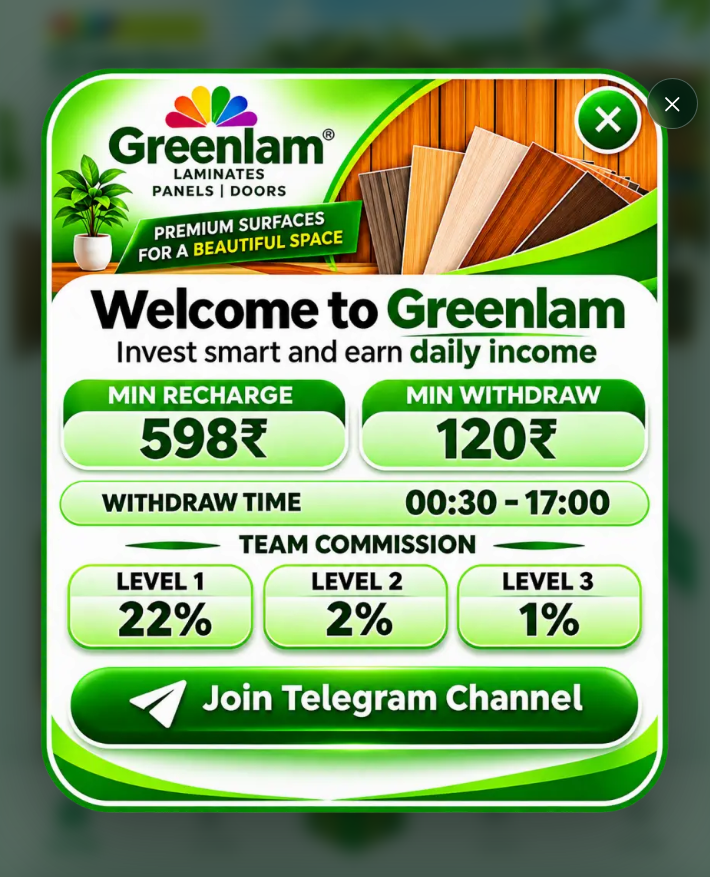 Greenlam®
LAMINATES
PANELS | DOORS
PREMIUM SURFACES
FOR A BEAUTIFUL SPACE
Welcome to Greenlam
Invest smart and earn daily income
MIN RECHARGE
598₹
MIN WITHDRAW
120₹
WITHDRAW TIME 00:30 – 17:00
TEAM COMMISSION
LEVEL 1
22%
LEVEL 2
2%
LEVEL 3
1%
Join Telegram Channel